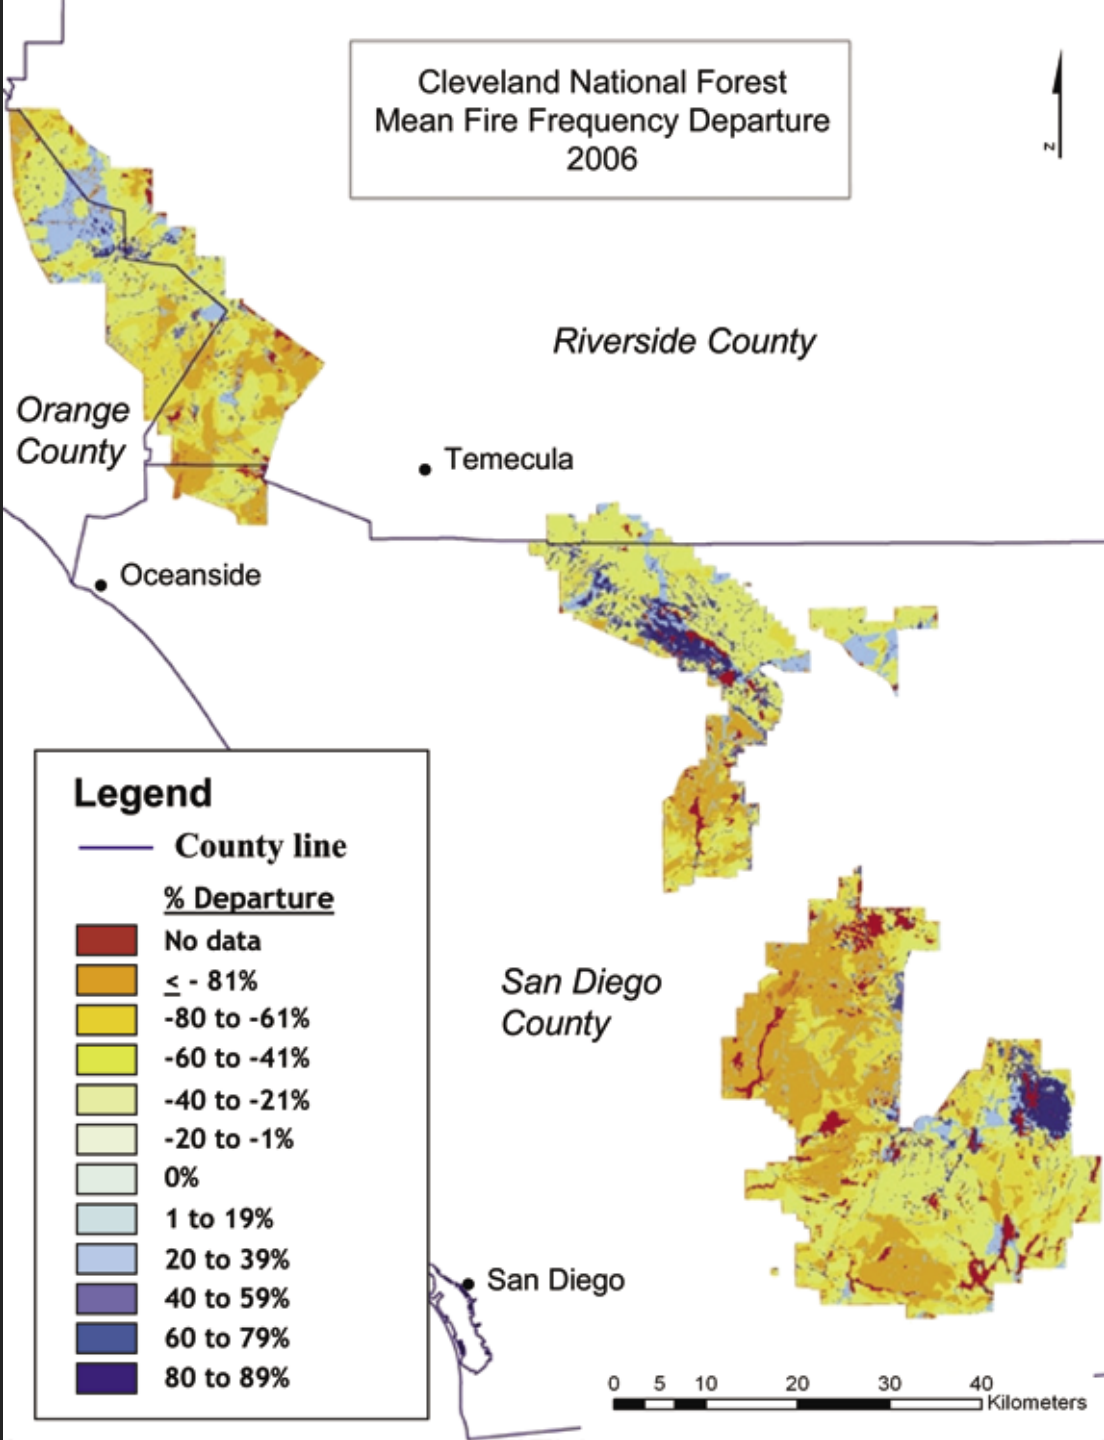 Cleveland National Forest
Mean Fire Frequency Departure
2006
N
Riverside County
Orange
County
Temecula
Oceanside
San Diego
County
San Diego
Legend
County line
% Departure
No data
≤ - 81%
-80 to -61%
-60 to -41%
-40 to -21%
-20 to -1%
0%
1 to 19%
20 to 39%
40 to 59%
60 to 79%
80 to 89%
0 5 10 20 30 40
Kilometers